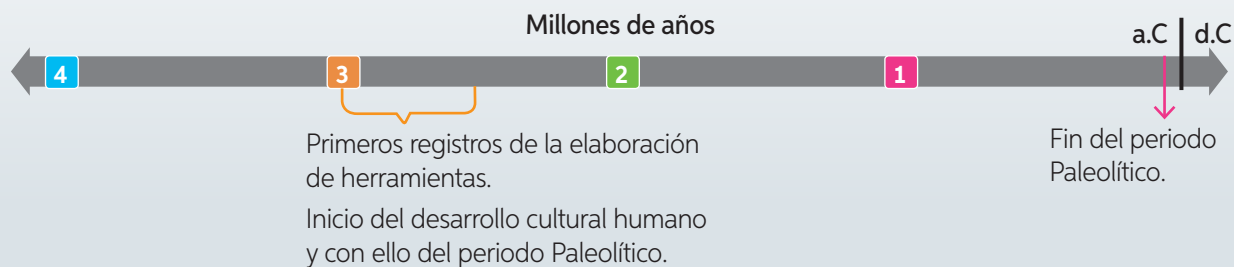 Millones de años
a.C d.C
4 3 2 1
Primeros registros de la elaboración
de herramientas.
Inicio del desarrollo cultural humano
y con ello del periodo Paleolítico.
Fin del periodo
Paleolítico.